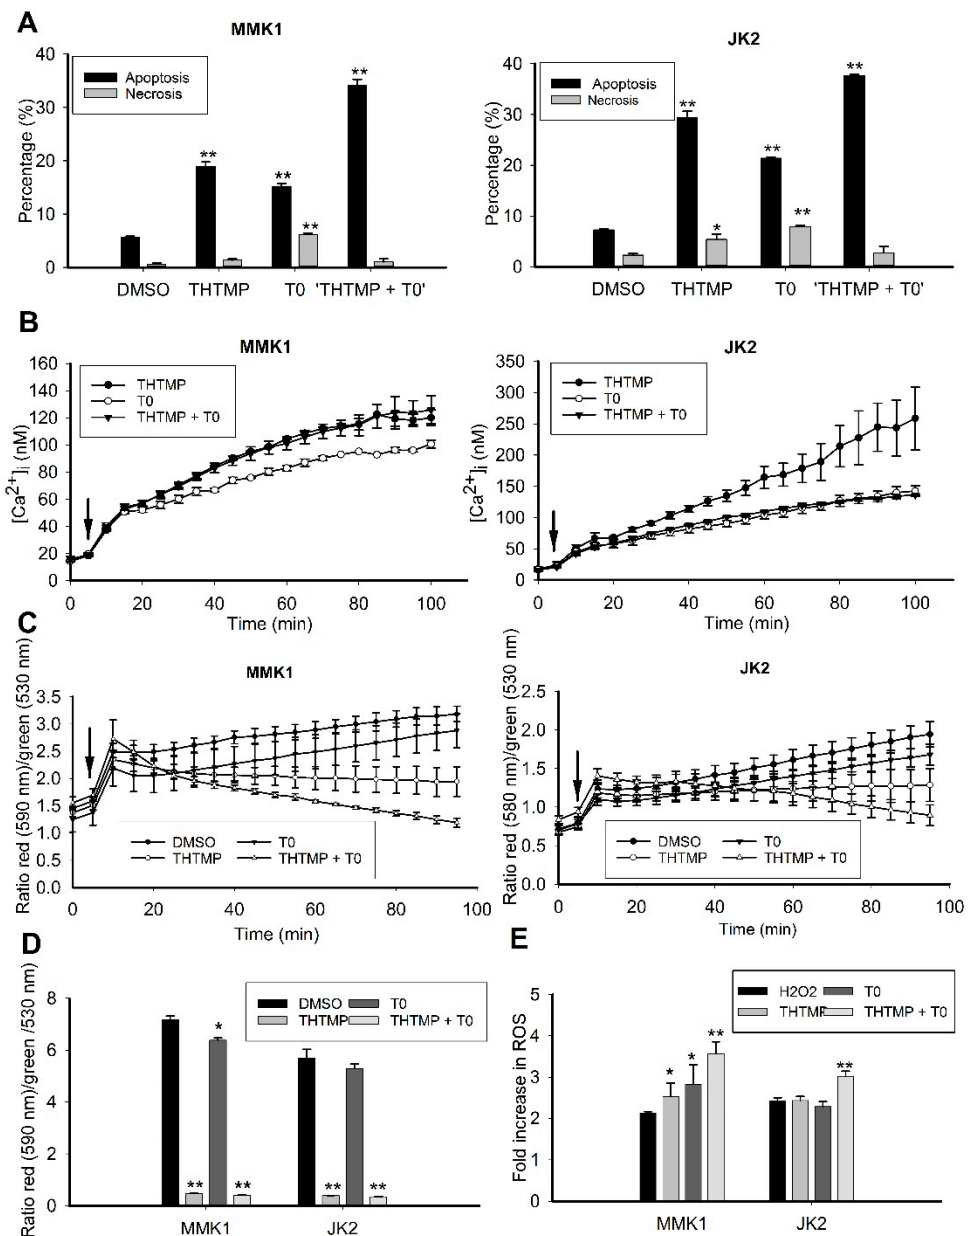 A
MMK1
Percentage (%)
40
30
20
10
0
Apoptosis
Necrosis
**
**
**
**
DMSO THTMP T0 'THTMP + T0'
JK2
Percentage (%)
40
30
20
10
0
Apoptosis
Necrosis
**
*
**
**
**
DMSO THTMP T0 'THTMP + T0'
B
MMK1
[Ca2+]i (nM)
160
140
120
100
80
60
40
20
0
THTMP
T0
THTMP + T0
0 20 40 60 80 100
Time (min)
JK2
[Ca2+]i (nM)
350
300
250
200
150
100
50
0
THTMP
T0
THTMP + T0
0 20 40 60 80 100
Time (min)
C
MMK1
Ratio red (590 nm)/green (530 nm)
3.5
3.0
2.5
2.0
1.5
1.0
0.5
0.0
DMSO T0
THTMP THTMP + T0
0 20 40 60 80 100
Time (min)
JK2
Ratio red (580 nm)/green (530 nm)
2.5
2.0
1.5
1.0
0.5
0.0
DMSO T0
THTMP THTMP + T0
0 20 40 60 80 100
Time (min)
D
Ratio red (590 nm)/green /530 nm)
8
6
4
2
0
DMSO T0
THTMP THTMP + T0
*
** ** ** **
MMK1 JK2
E
Fold increase in ROS
5
4
3
2
1
0
H2O2 T0
THTMP THTMP + T0
* * ** **
MMK1 JK2